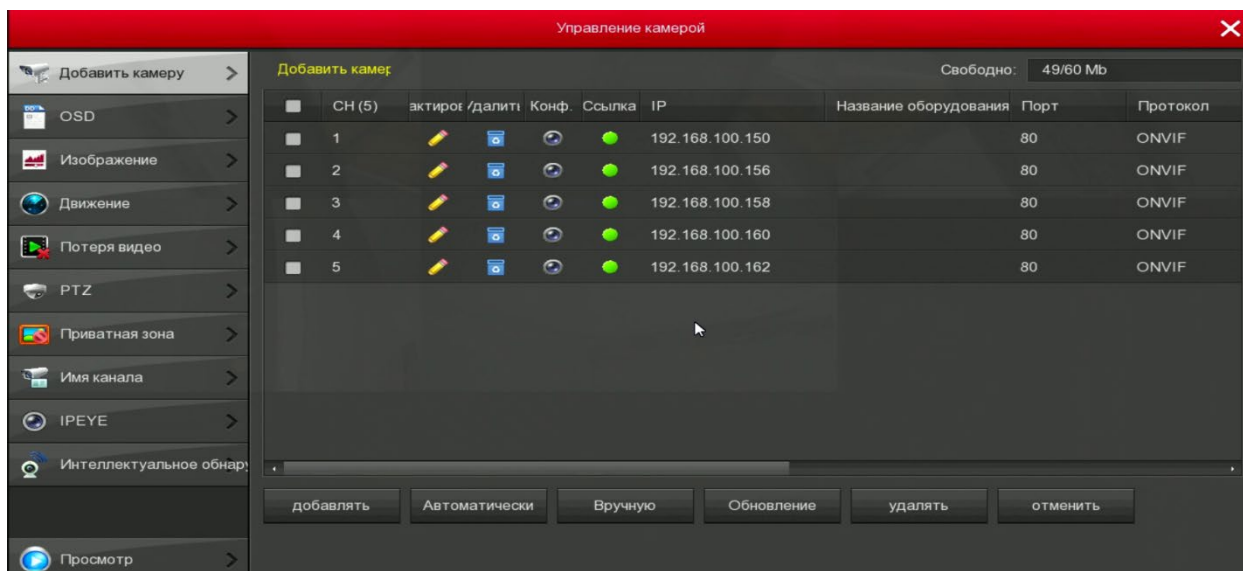 Управление камерой
Добавить камеру
OSD
Изображение
Движение
Потеря видео
PTZ
Приватная зона
Имя канала
IPEYE
Интеллектуальное обнару
Просмотр
Добавить камер
Свободно: 49/60 Mb
CH (5) актиров Удалить Конф. Ссылка IP Название оборудования Порт Протокол
1 192.168.100.150 80 ONVIF
2 192.168.100.156 80 ONVIF
3 192.168.100.158 80 ONVIF
4 192.168.100.160 80 ONVIF
5 192.168.100.162 80 ONVIF
добавлять Автоматически Вручную Обновление удалять отменить